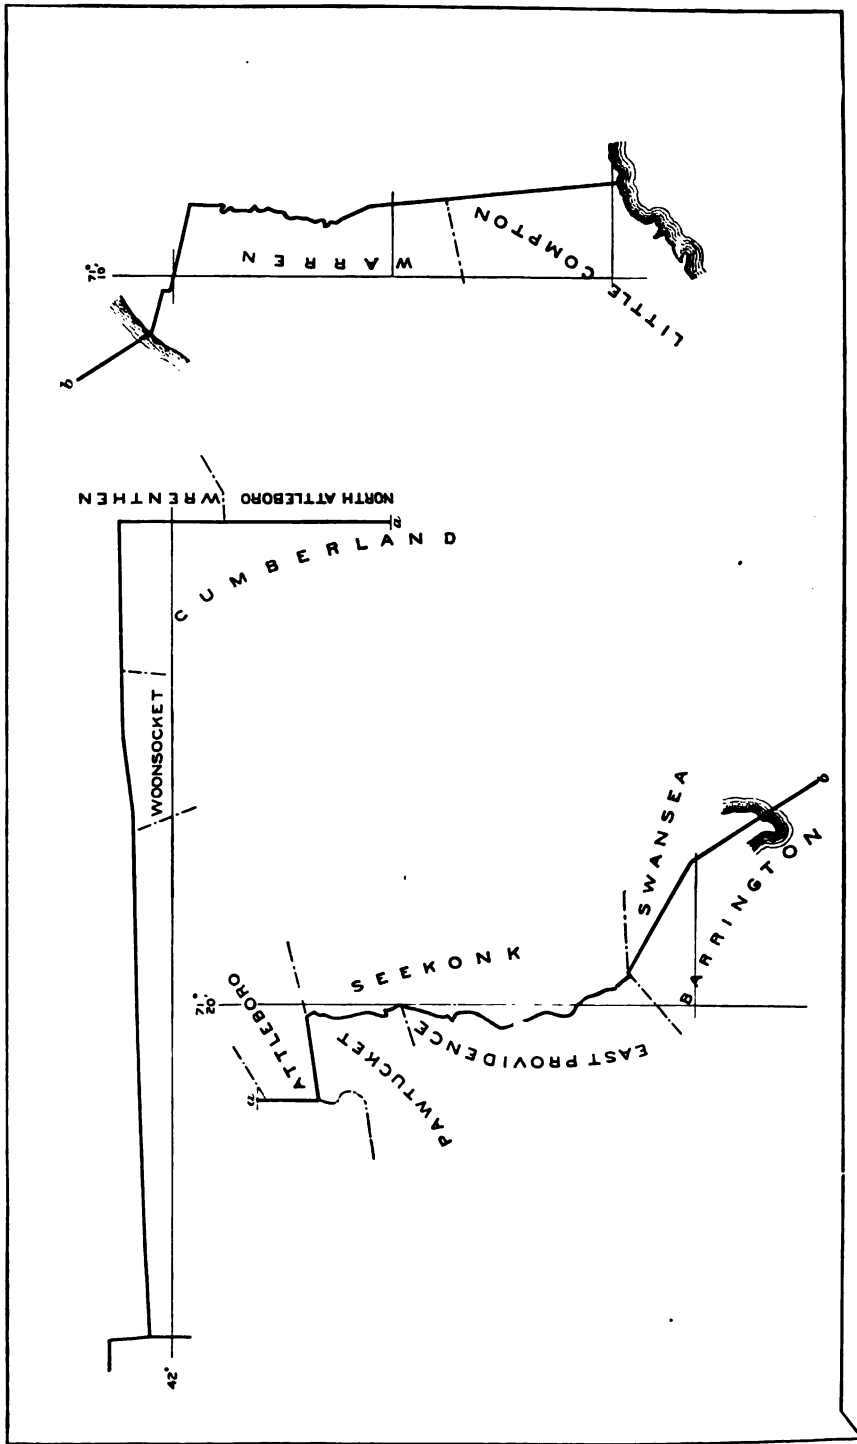 71°
10'
WARREN
LITTLE COMPTON
b
WRENTHEN
NORTH ATTLEBORO
a
CUMBERLAND
WOONSOCKET
SWANSEA
b
BARRINGTON
SEEKONK
71°
20'
ATTLEBORO
a
PAWTUCKET
EAST PROVIDENCE
42°